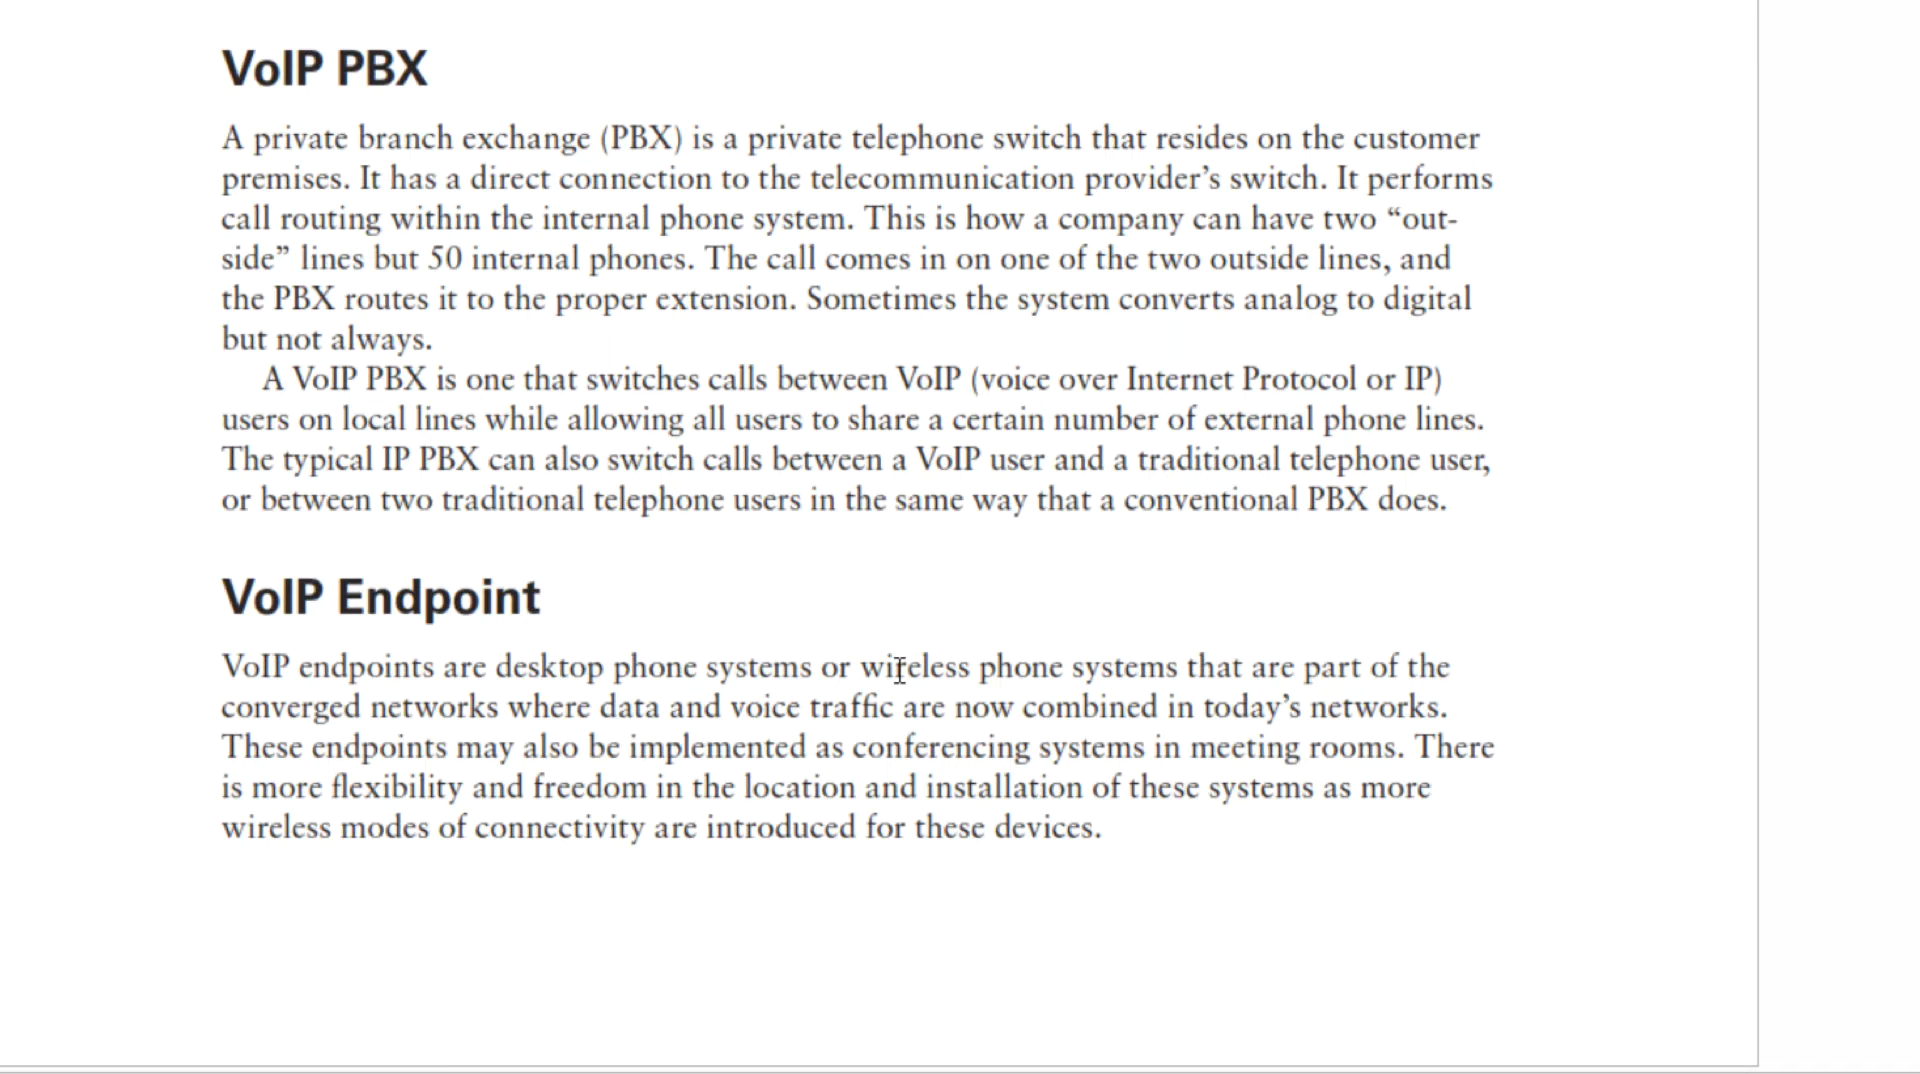 VoIP PBX
A private branch exchange (PBX) is a private telephone switch that resides on the customer
premises. It has a direct connection to the telecommunication provider’s switch. It performs
call routing within the internal phone system. This is how a company can have two “out-
side” lines but 50 internal phones. The call comes in on one of the two outside lines, and
the PBX routes it to the proper extension. Sometimes the system converts analog to digital
but not always.
A VoIP PBX is one that switches calls between VoIP (voice over Internet Protocol or IP)
users on local lines while allowing all users to share a certain number of external phone lines.
The typical IP PBX can also switch calls between a VoIP user and a traditional telephone user,
or between two traditional telephone users in the same way that a conventional PBX does.
VoIP Endpoint
VoIP endpoints are desktop phone systems or wireless phone systems that are part of the
converged networks where data and voice traffic are now combined in today’s networks.
These endpoints may also be implemented as conferencing systems in meeting rooms. There
is more flexibility and freedom in the location and installation of these systems as more
wireless modes of connectivity are introduced for these devices.